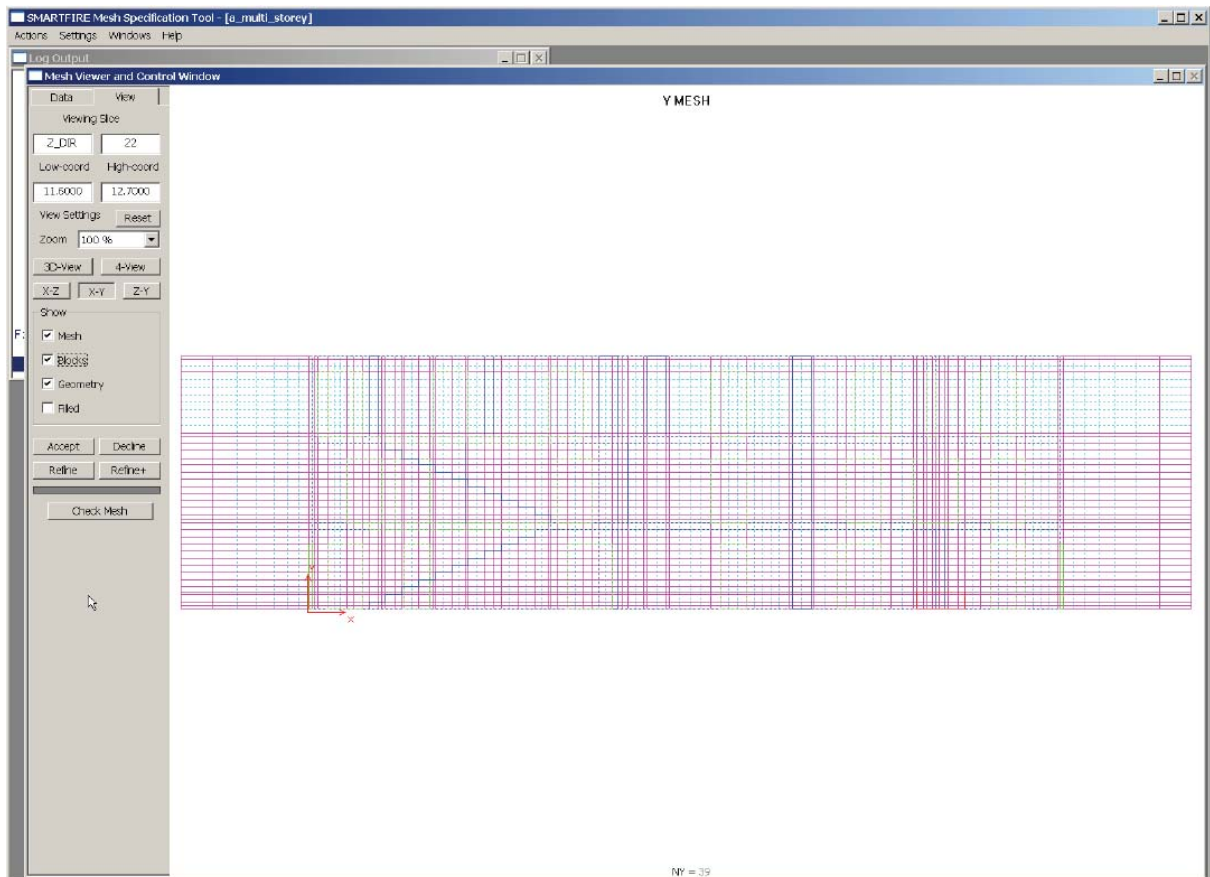 SMARTFIRE Mesh Specification Tool - [a_multi_storey]
Actions Settings Windows Help
Log Output
Mesh Viewer and Control Window
Data View
Viewing Slice
Z_DIR 22
Low-coord High-coord
11.6000 12.7000
View Settings Reset
Zoom 100 %
3D-View 4-View
X-Z X-Y Z-Y
Show
F:
Mesh
Blocks
Geometry
Filled
Accept Decline
Refine Refine+
Check Mesh
Y MESH
Y
X
NY = 39